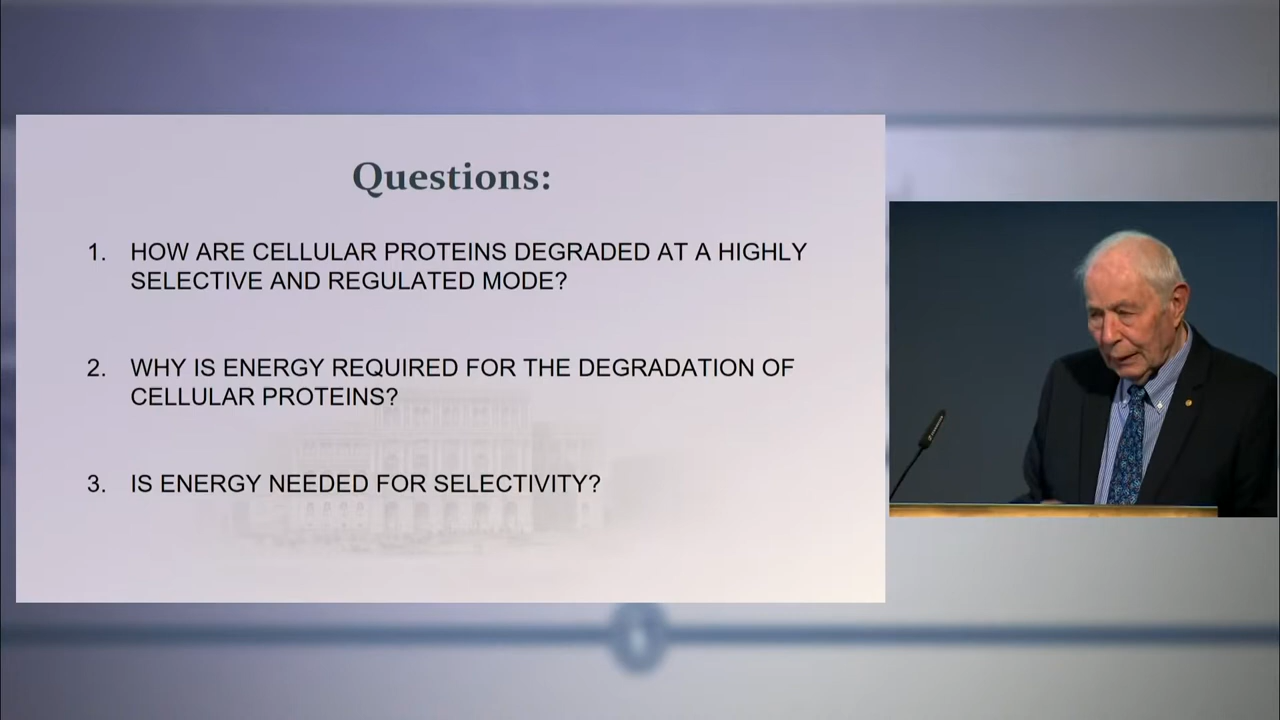 Questions:
1. HOW ARE CELLULAR PROTEINS DEGRADED AT A HIGHLY
SELECTIVE AND REGULATED MODE?
2. WHY IS ENERGY REQUIRED FOR THE DEGRADATION OF
CELLULAR PROTEINS?
3. IS ENERGY NEEDED FOR SELECTIVITY?